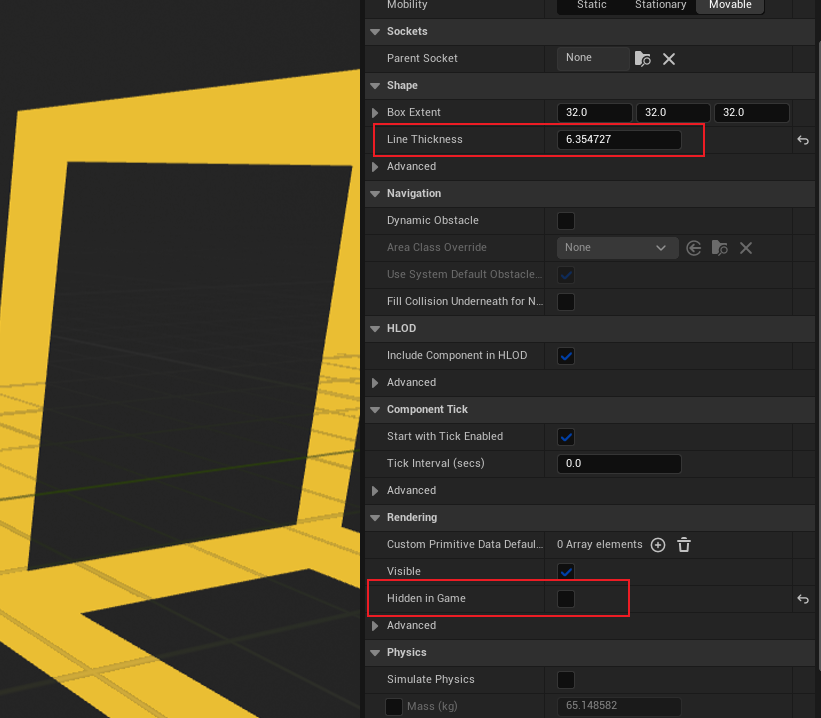 Mobility Static Stationary Movable
Sockets
Parent Socket None
Shape
Box Extent 32.0 32.0 32.0
Line Thickness 6.354727
Advanced
Navigation
Dynamic Obstacle
Area Class Override None
Use System Default Obstacle...
Fill Collision Underneath for N...
HLOD
Include Component in HLOD
Advanced
Component Tick
Start with Tick Enabled
Tick Interval (secs) 0.0
Advanced
Rendering
Custom Primitive Data Defaul... 0 Array elements
Visible
Hidden in Game
Advanced
Physics
Simulate Physics
Mass (kg) 65.148582